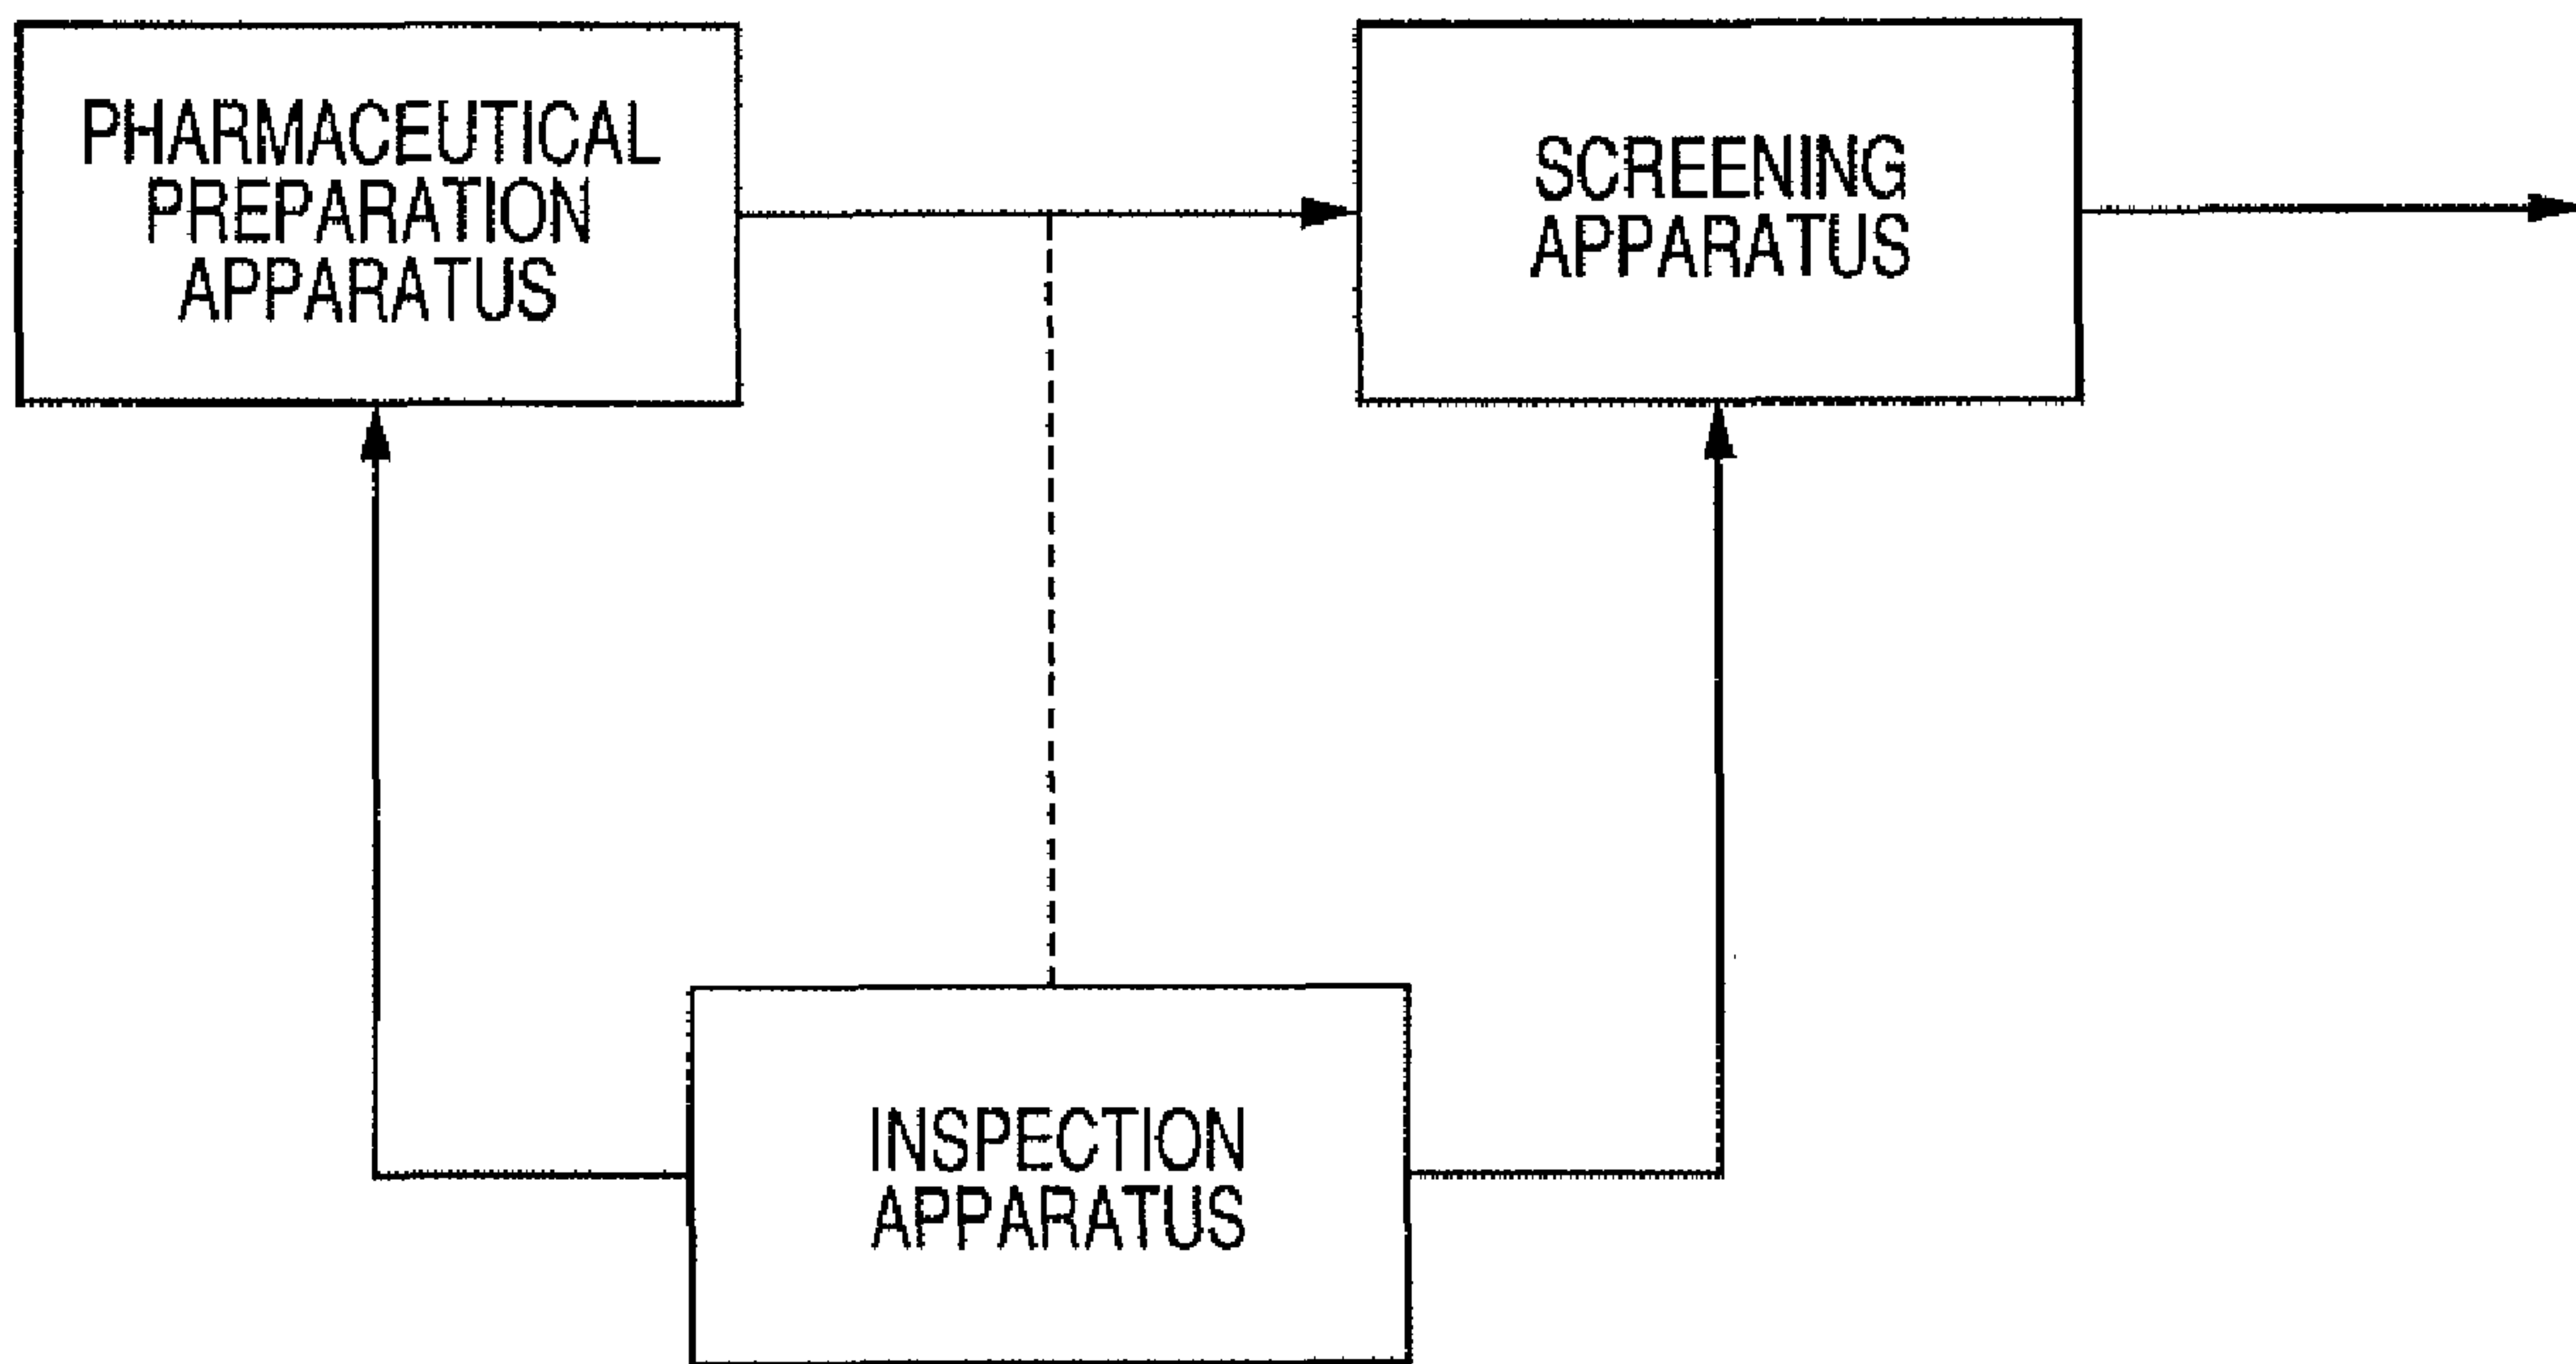 PHARMACEUTICAL
PREPARATION
APPARATUS
SCREENING
APPARATUS
INSPECTION
APPARATUS